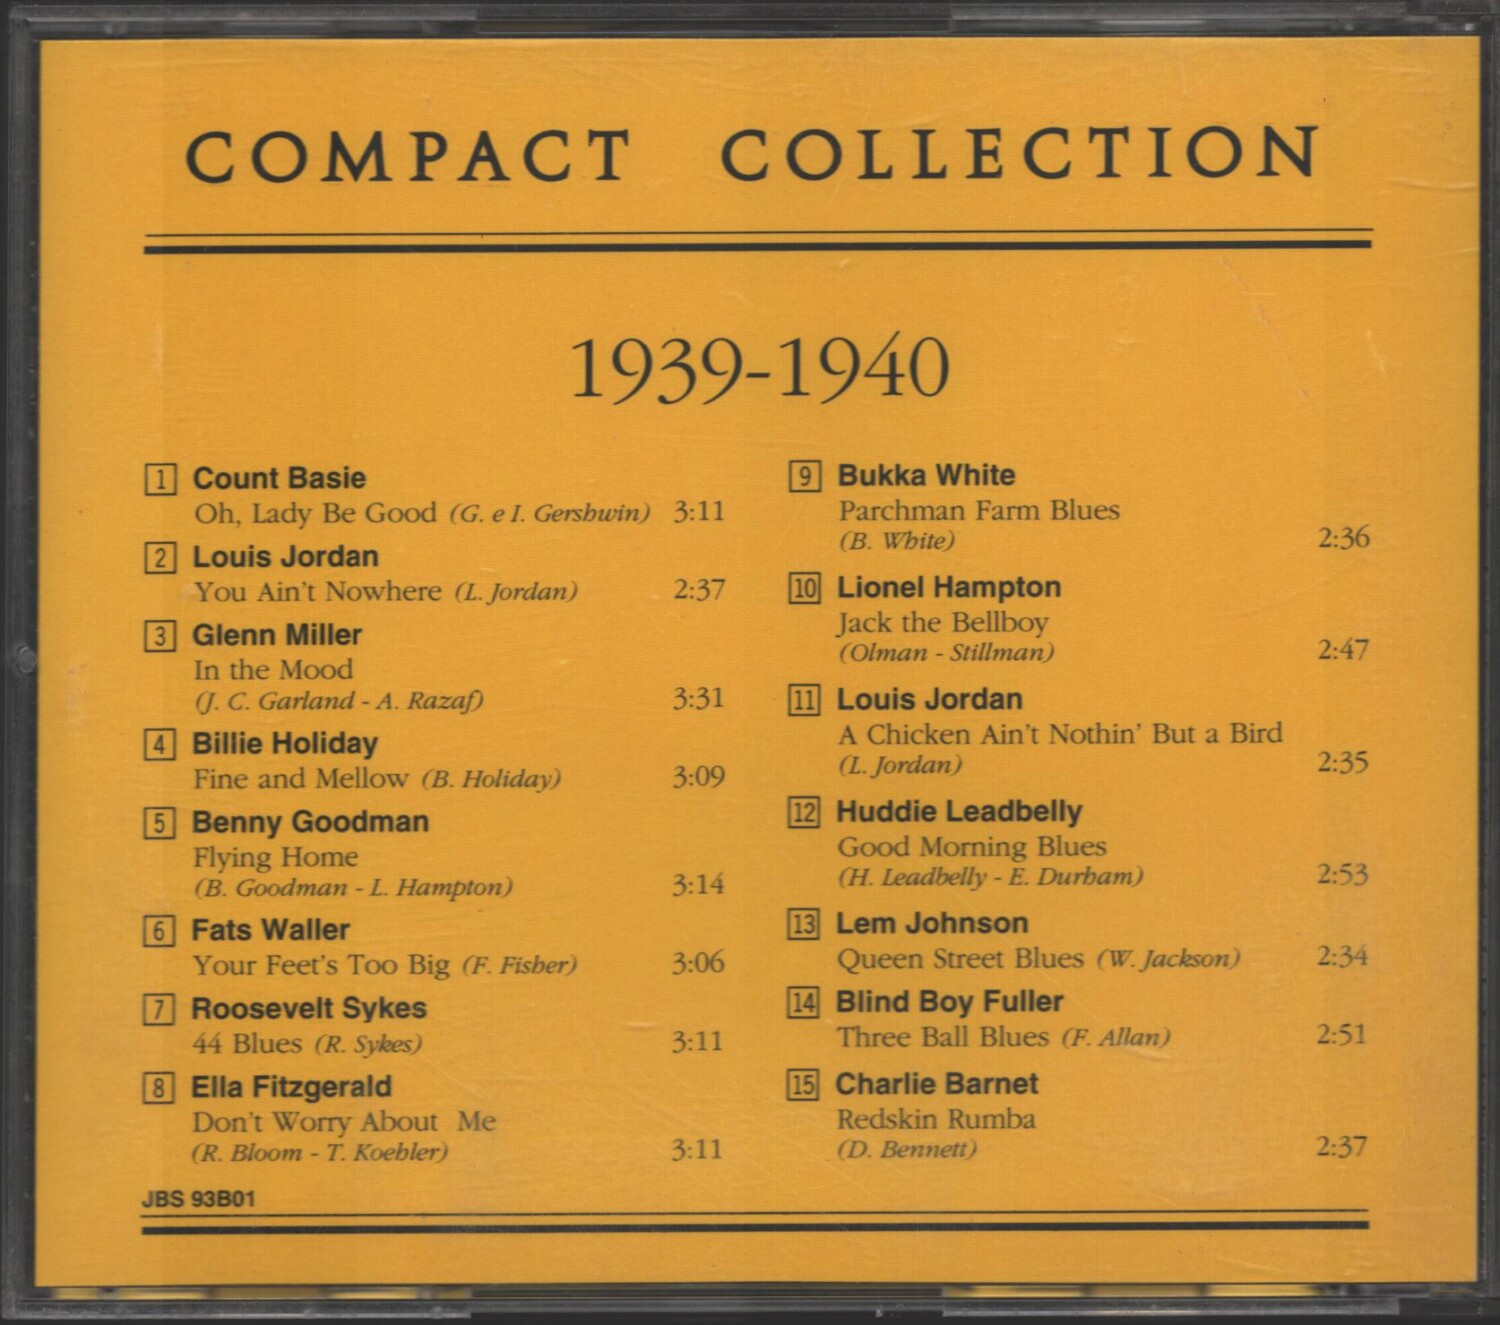 COMPACT COLLECTION
1939-1940
1 Count Basie
Oh, Lady Be Good (G. e I. Gershwin) 3:11
2 Louis Jordan
You Ain't Nowhere (L. Jordan) 2:37
3 Glenn Miller
In the Mood
(J. C. Garland - A. Razaf) 3:31
4 Billie Holiday
Fine and Mellow (B. Holiday) 3:09
5 Benny Goodman
Flying Home
(B. Goodman - L. Hampton) 3:14
6 Fats Waller
Your Feet's Too Big (F. Fisher) 3:06
7 Roosevelt Sykes
44 Blues (R. Sykes) 3:11
8 Ella Fitzgerald
Don't Worry About Me
(R. Bloom - T. Koehler) 3:11
9 Bukka White
Parchman Farm Blues
(B. White) 2:36
10 Lionel Hampton
Jack the Bellboy
(Olman - Stillman) 2:47
11 Louis Jordan
A Chicken Ain't Nothin' But a Bird
(L. Jordan) 2:35
12 Huddie Leadbelly
Good Morning Blues
(H. Leadbelly - E. Durham) 2:53
13 Lem Johnson
Queen Street Blues (W. Jackson) 2:34
14 Blind Boy Fuller
Three Ball Blues (F. Allan) 2:51
15 Charlie Barnet
Redskin Rumba
(D. Bennett) 2:37
JBS 93B01